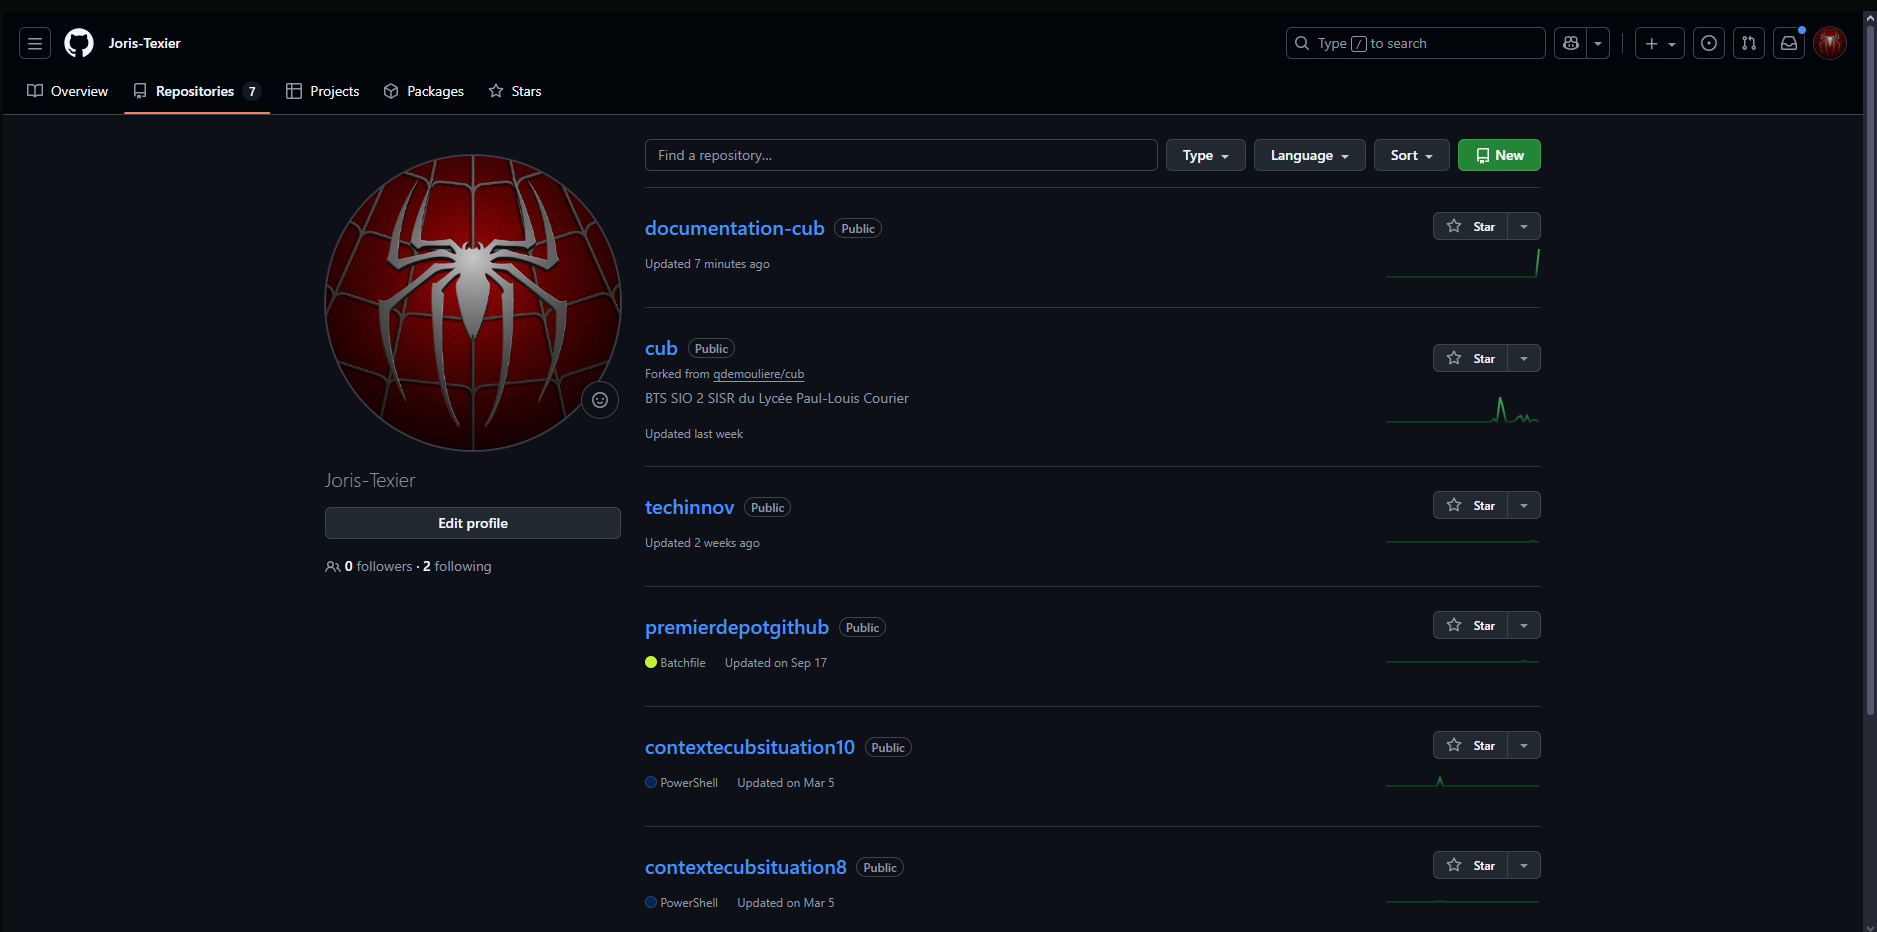 Joris-Texier
Type / to search
Overview
Repositories 7
Projects
Packages
Stars
Find a repository...
Type
Language
Sort
New
documentation-cub Public
Star
Updated 7 minutes ago
cub Public
Star
Forked from qdemouliere/cub
BTS SIO 2 SISR du Lycée Paul-Louis Courier
Updated last week
Joris-Texier
Edit profile
0 followers · 2 following
techinnov Public
Star
Updated 2 weeks ago
premierdepotgithub Public
Star
Batchfile Updated on Sep 17
contextecubsituation10 Public
Star
PowerShell Updated on Mar 5
contextecubsituation8 Public
Star
PowerShell Updated on Mar 5